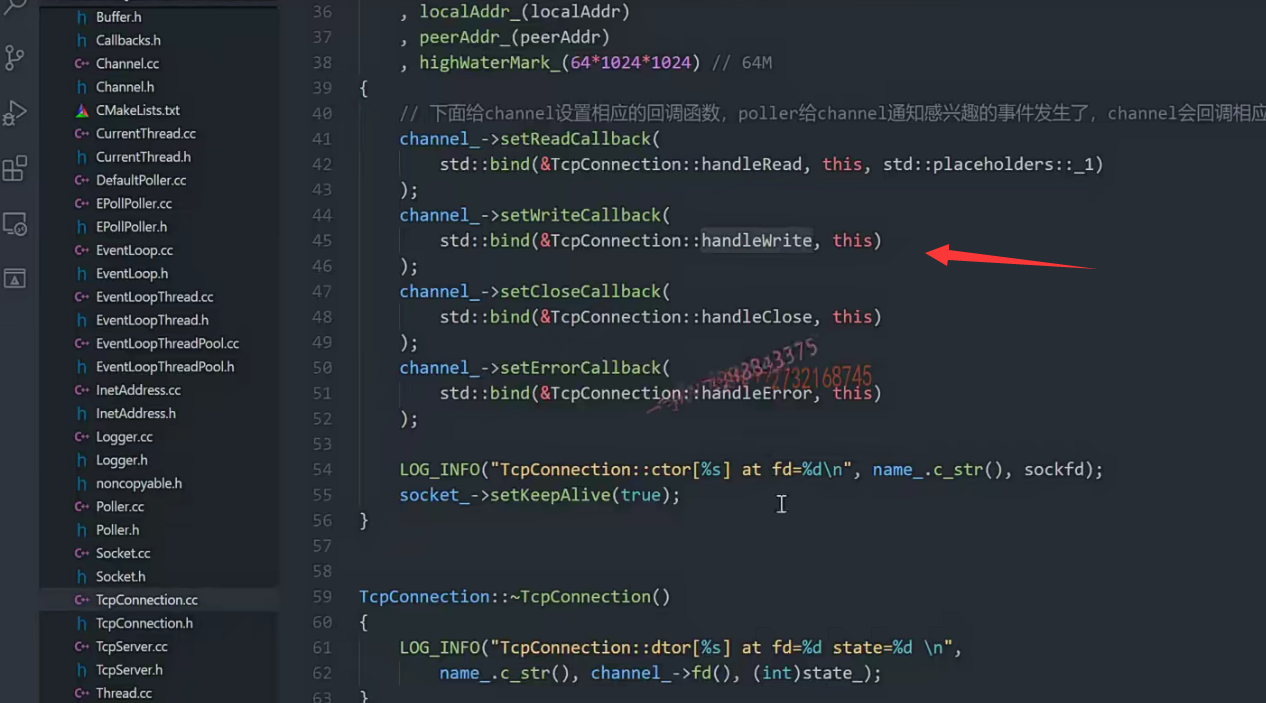 Buffer.h
Callbacks.h
Channel.cc
Channel.h
CMakeLists.txt
CurrentThread.cc
CurrentThread.h
DefaultPoller.cc
EPollPoller.cc
EPollPoller.h
EventLoop.cc
EventLoop.h
EventLoopThread.cc
EventLoopThread.h
EventLoopThreadPool.cc
EventLoopThreadPool.h
InetAddress.cc
InetAddress.h
Logger.cc
Logger.h
noncopyable.h
Poller.cc
Poller.h
Socket.cc
Socket.h
TcpConnection.cc
TcpConnection.h
TcpServer.cc
TcpServer.h
Thread.cc
36 , localAddr_(localAddr)
37 , peerAddr_(peerAddr)
38 , highWaterMark_(64*1024*1024) // 64M
39 {
40 // 下面给channel设置相应的回调函数，poller给channel通知感兴趣的事件发生了，channel会回调相应
41 channel_->setReadCallback(
42 std::bind(&TcpConnection::handleRead, this, std::placeholders::_1)
43 );
44 channel_->setWriteCallback(
45 std::bind(&TcpConnection::handleWrite, this)
46 );
47 channel_->setCloseCallback(
48 std::bind(&TcpConnection::handleClose, this)
49 );
50 channel_->setErrorCallback(
51 std::bind(&TcpConnection::handleError, this)
52 );
53
54 LOG_INFO("TcpConnection::ctor[%s] at fd=%d\n", name_.c_str(), sockfd);
55 socket_->setKeepAlive(true);
56 }
57
58
59 TcpConnection::~TcpConnection()
60 {
61 LOG_INFO("TcpConnection::dtor[%s] at fd=%d state=%d \n",
62 name_.c_str(), channel_->fd(), (int)state_);
63 }